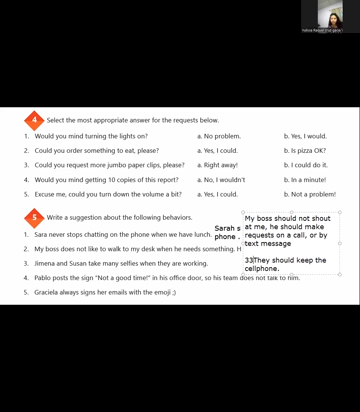 4 Select the most appropriate answer for the requests below.
1. Would you mind turning the lights on? a. No problem. b. Yes, I would.
2. Could you order something to eat, please? a. Yes, I could. b. Is pizza OK?
3. Could you request more jumbo paper clips, please? a. Right away! b. I could do it.
4. Would you mind getting 10 copies of this report? a. No, I wouldn't b. In a minute!
5. Excuse me, could you turn down the volume a bit? a. Yes, I could. b. Not a problem!
5 Write a suggestion about the following behaviors.
1. Sara never stops chatting on the phone when we have lunch.
2. My boss does not like to walk to my desk when he needs something. H
3. Jimena and Susan take many selfies when they are working.
4. Pablo posts the sign "Not a good time!" in his office door, so his team does not talk to him.
5. Graciela always signs her emails with the emoji ;)
Sarah s
phone .
My boss should not shout
at me, he should make
requests on a call, or by
text message
33They should keep the
cellphone.